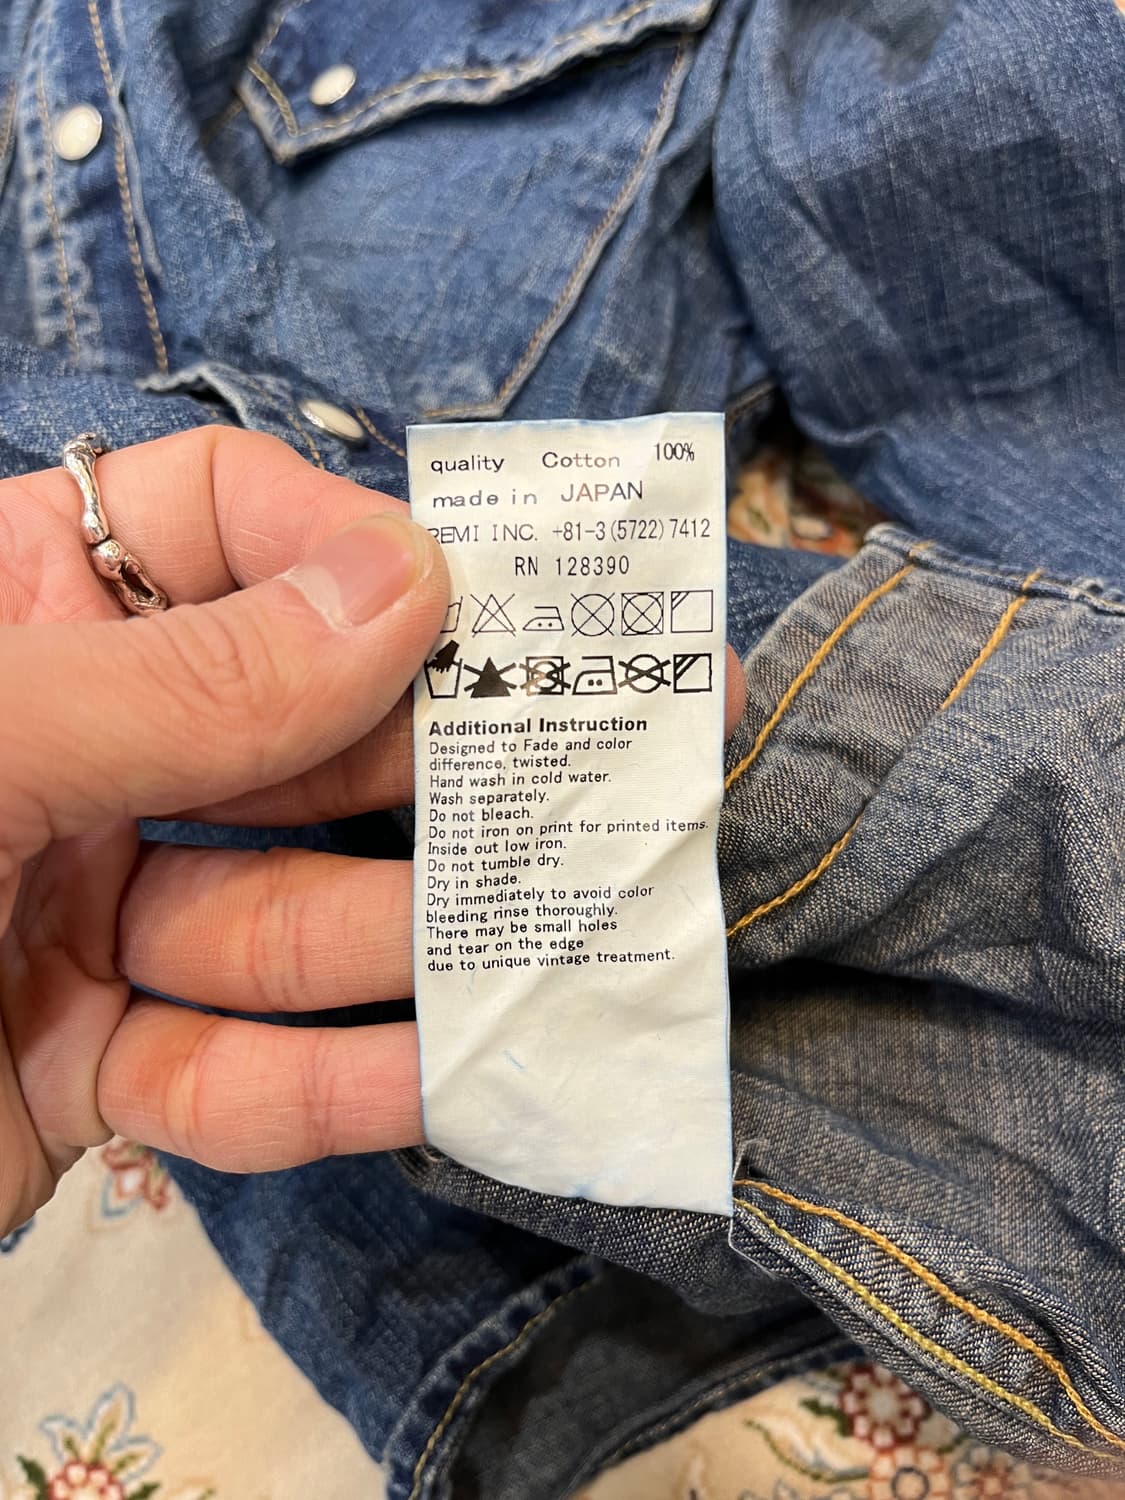 quality Cotton 100%
made in JAPAN
REMI INC. +81-3(5722)7412
RN 128390
Additional Instruction
Designed to Fade and color
difference, twisted.
Hand wash in cold water.
Wash separately.
Do not bleach.
Do not iron on print for printed items.
Inside out low iron.
Do not tumble dry.
Dry in shade.
Dry immediately to avoid color
bleeding rinse thoroughly.
There may be small holes
and tear on the edge
due to unique vintage treatment.